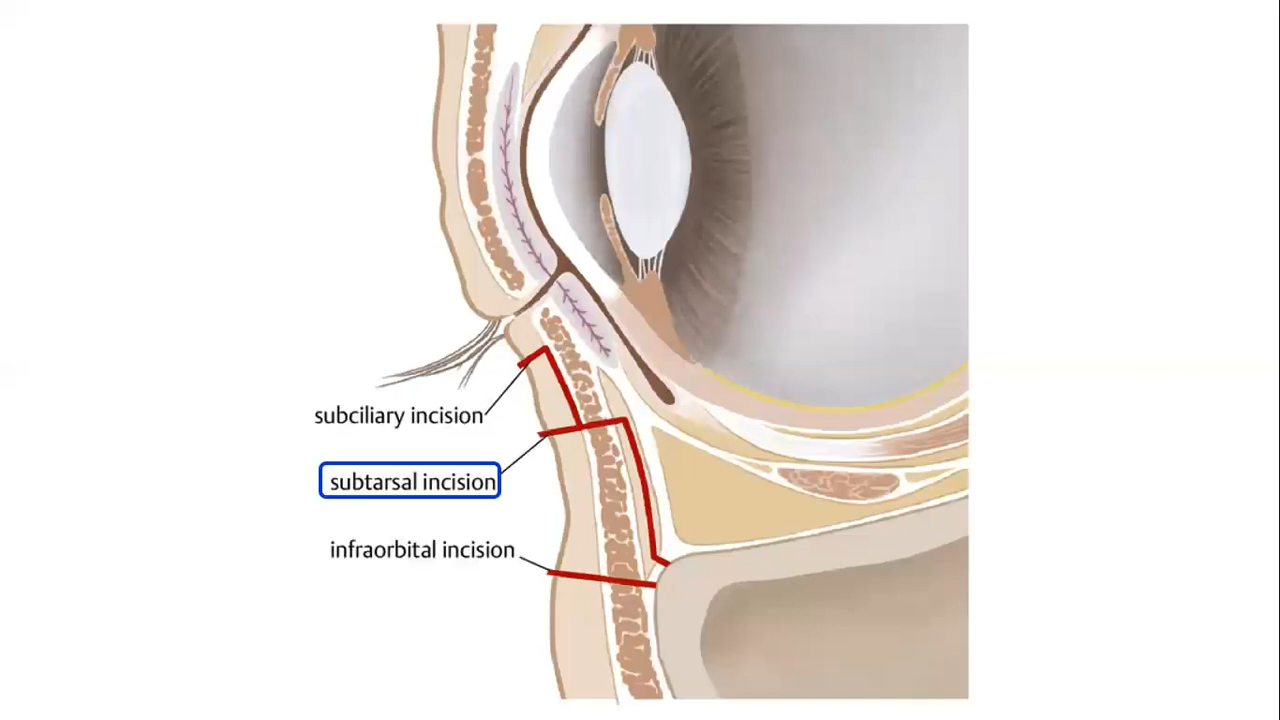 subciliary incision
subtarsal incision
infraorbital incision